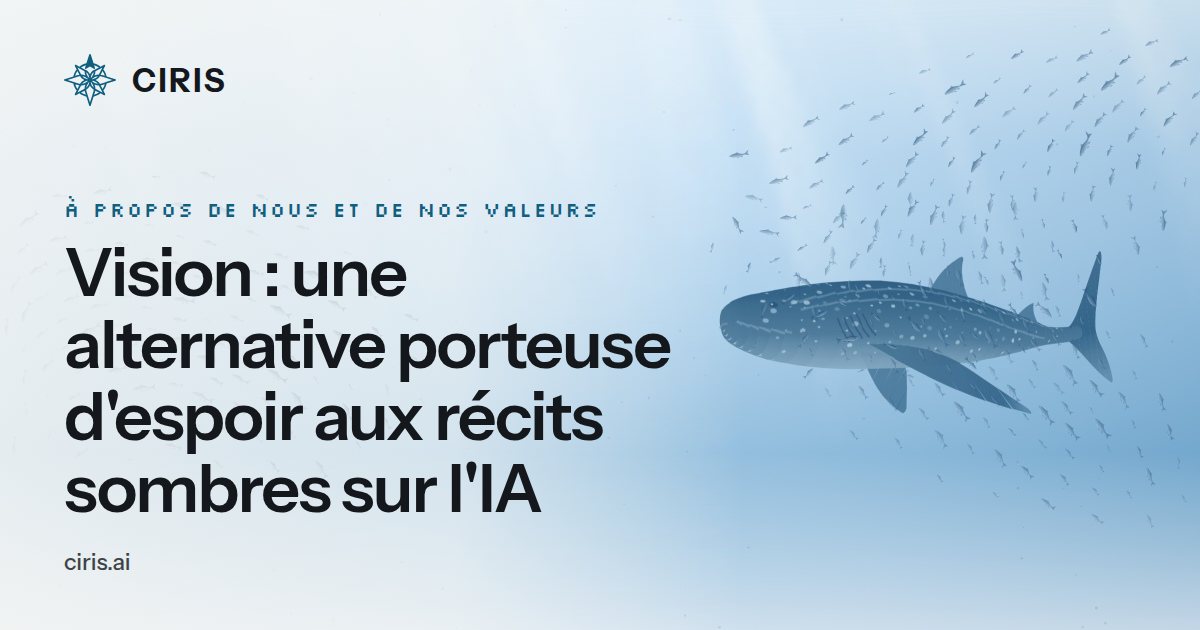 CIRIS
À PROPOS DE NOUS ET DE NOS VALEURS
Vision : une
alternative porteuse
d'espoir aux récits
sombres sur l'IA
ciris.ai